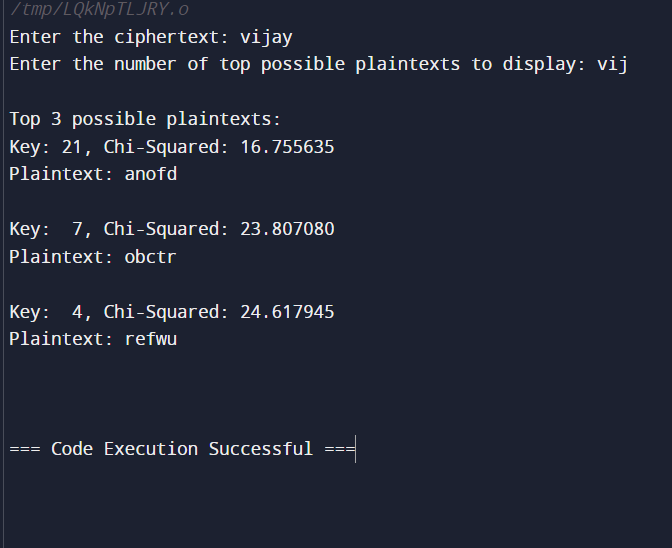 /tmp/LQkNpTLJRY.o
Enter the ciphertext: vijay
Enter the number of top possible plaintexts to display: vij
Top 3 possible plaintexts:
Key: 21, Chi-Squared: 16.755635
Plaintext: anofd
Key:  7, Chi-Squared: 23.807080
Plaintext: obctr
Key:  4, Chi-Squared: 24.617945
Plaintext: refwu
=== Code Execution Successful ===